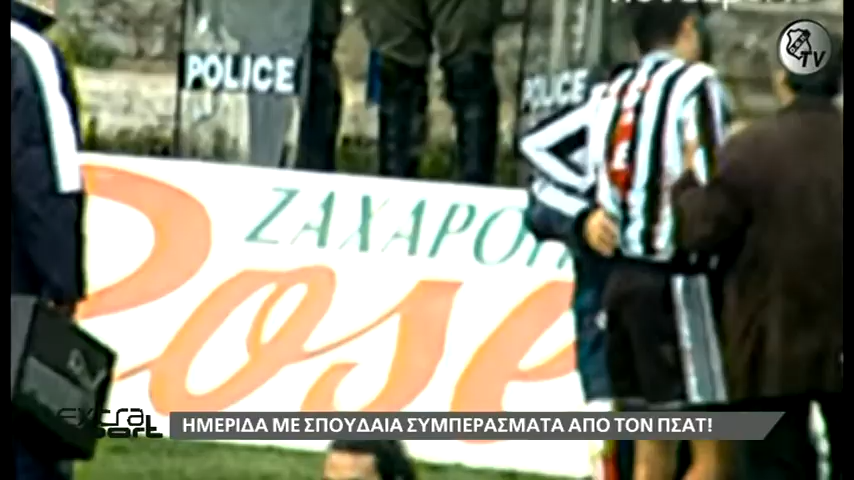 POLICE
POLICE
TV
ΖΑΧΑΡΟΠ
Rose
extra
sport
ΗΜΕΡΙΔΑ ΜΕ ΣΠΟΥΔΑΙΑ ΣΥΜΠΕΡΑΣΜΑΤΑ ΑΠΟ ΤΟΝ ΠΣΑΤ!